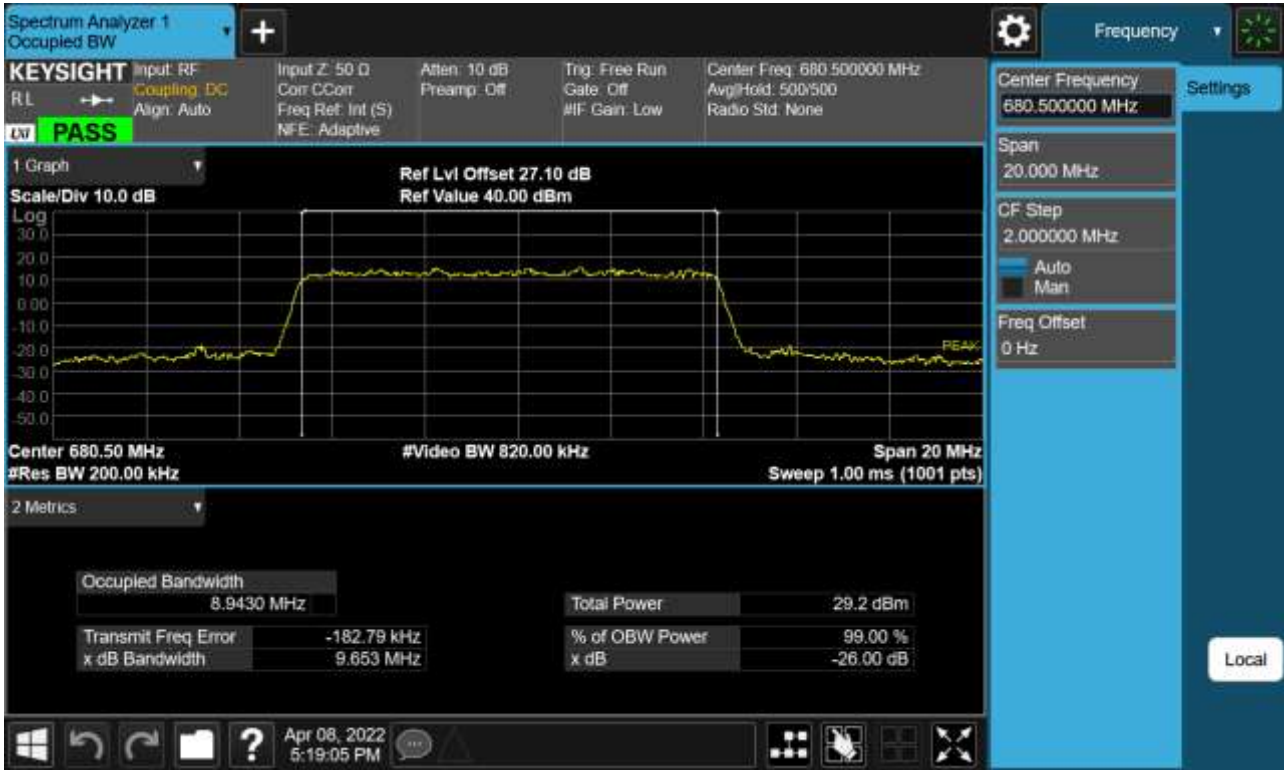 Spectrum Analyzer 1
Occupied BW
+
Frequency
KEYSIGHT
RL
LXI PASS
Input: RF
Coupling: DC
Align: Auto
Input Z: 50 Ω
Corr CCorr
Freq Ref: Int (S)
NFE: Adaptive
Atten: 10 dB
Preamp: Off
Trig: Free Run
Gate: Off
#IF Gain: Low
Center Freq: 680.500000 MHz
Avg|Hold: 500/500
Radio Std: None
1 Graph
Scale/Div 10.0 dB
Ref Lvl Offset 27.10 dB
Ref Value 40.00 dBm
Log
30.0
20.0
10.0
0.00
-10.0
-20.0
-30.0
-40.0
-50.0
PEAK
Center 680.50 MHz
#Video BW 820.00 kHz
Span 20 MHz
#Res BW 200.00 kHz
Sweep 1.00 ms (1001 pts)
2 Metrics
Occupied Bandwidth
8.9430 MHz
Total Power 29.2 dBm
Transmit Freq Error -182.79 kHz
% of OBW Power 99.00 %
x dB Bandwidth 9.653 MHz
x dB -26.00 dB
Center Frequency
680.500000 MHz
Settings
Span
20.000 MHz
CF Step
2.000000 MHz
Auto
Man
Freq Offset
0 Hz
Local
?
Apr 08, 2022
5:19:05 PM